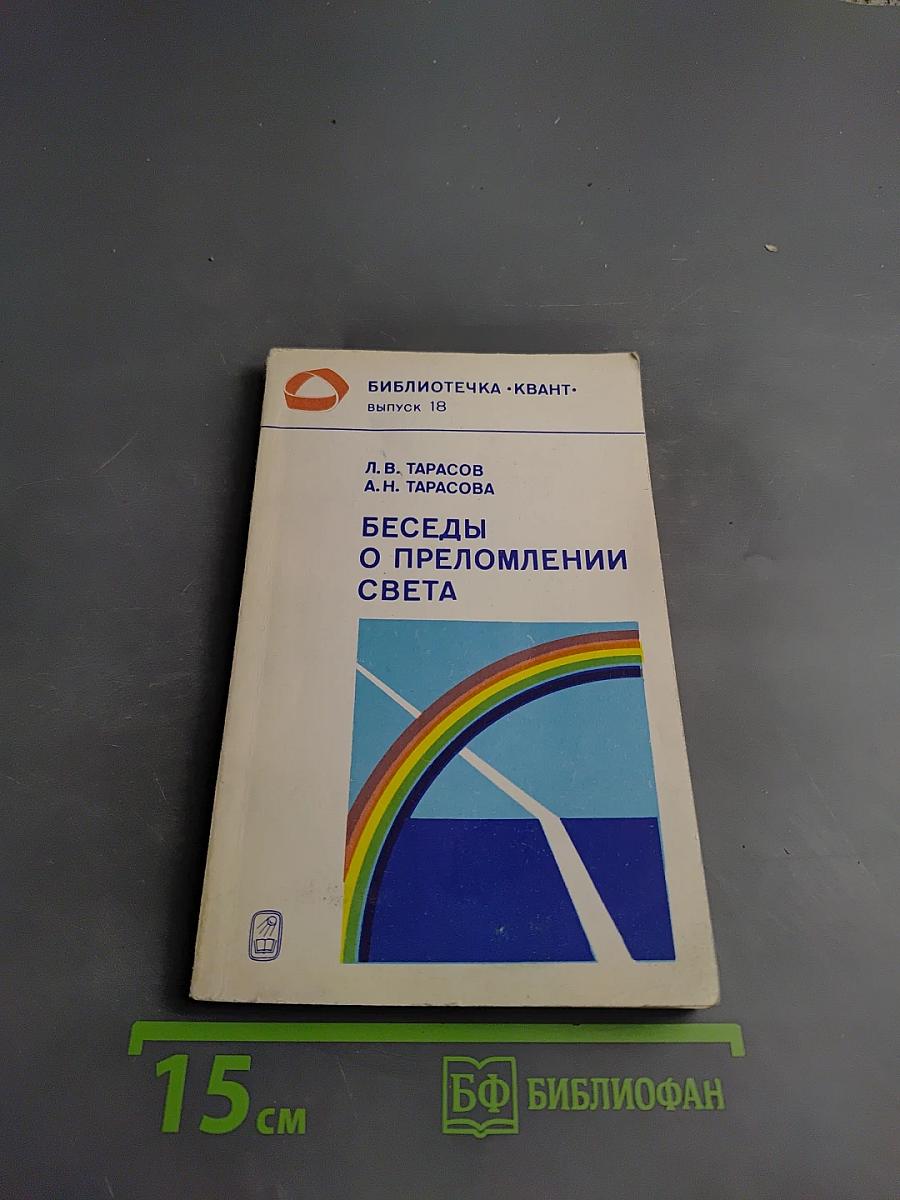 БИБЛИОТЕЧКА •КВАНТ•
ВЫПУСК 18
Л. В. ТАРАСОВ
А. Н. ТАРАСОВА
БЕСЕДЫ
О ПРЕЛОМЛЕНИИ
СВЕТА
15 см
БФ БИБЛИОФАН